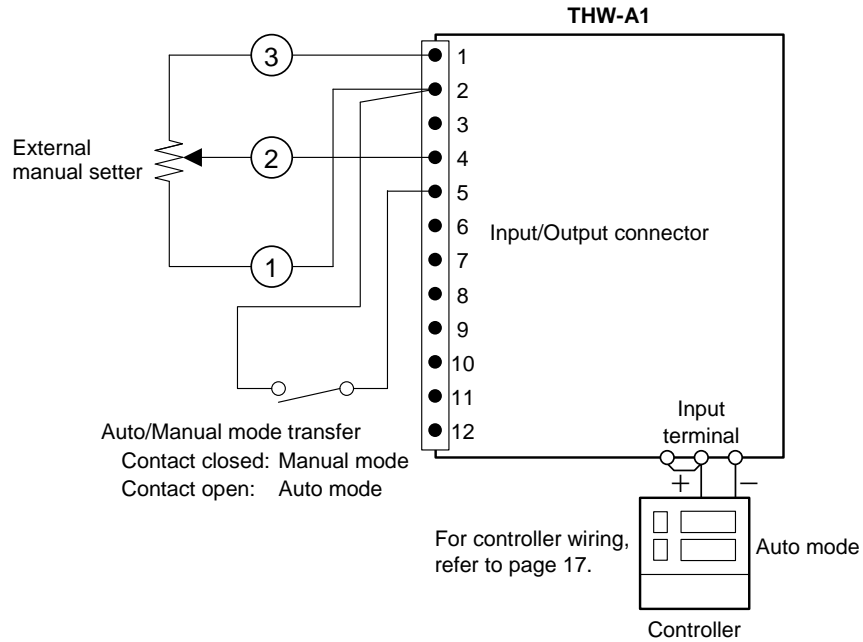 THW-A1
3
1
2
External
manual setter
2
3
4
5
1
6
Input/Output connector
7
8
9
10
11
12
Auto/Manual mode transfer
Contact closed: Manual mode
Contact open: Auto mode
Input
terminal
+ −
For controller wiring,
refer to page 17.
Auto mode
Controller